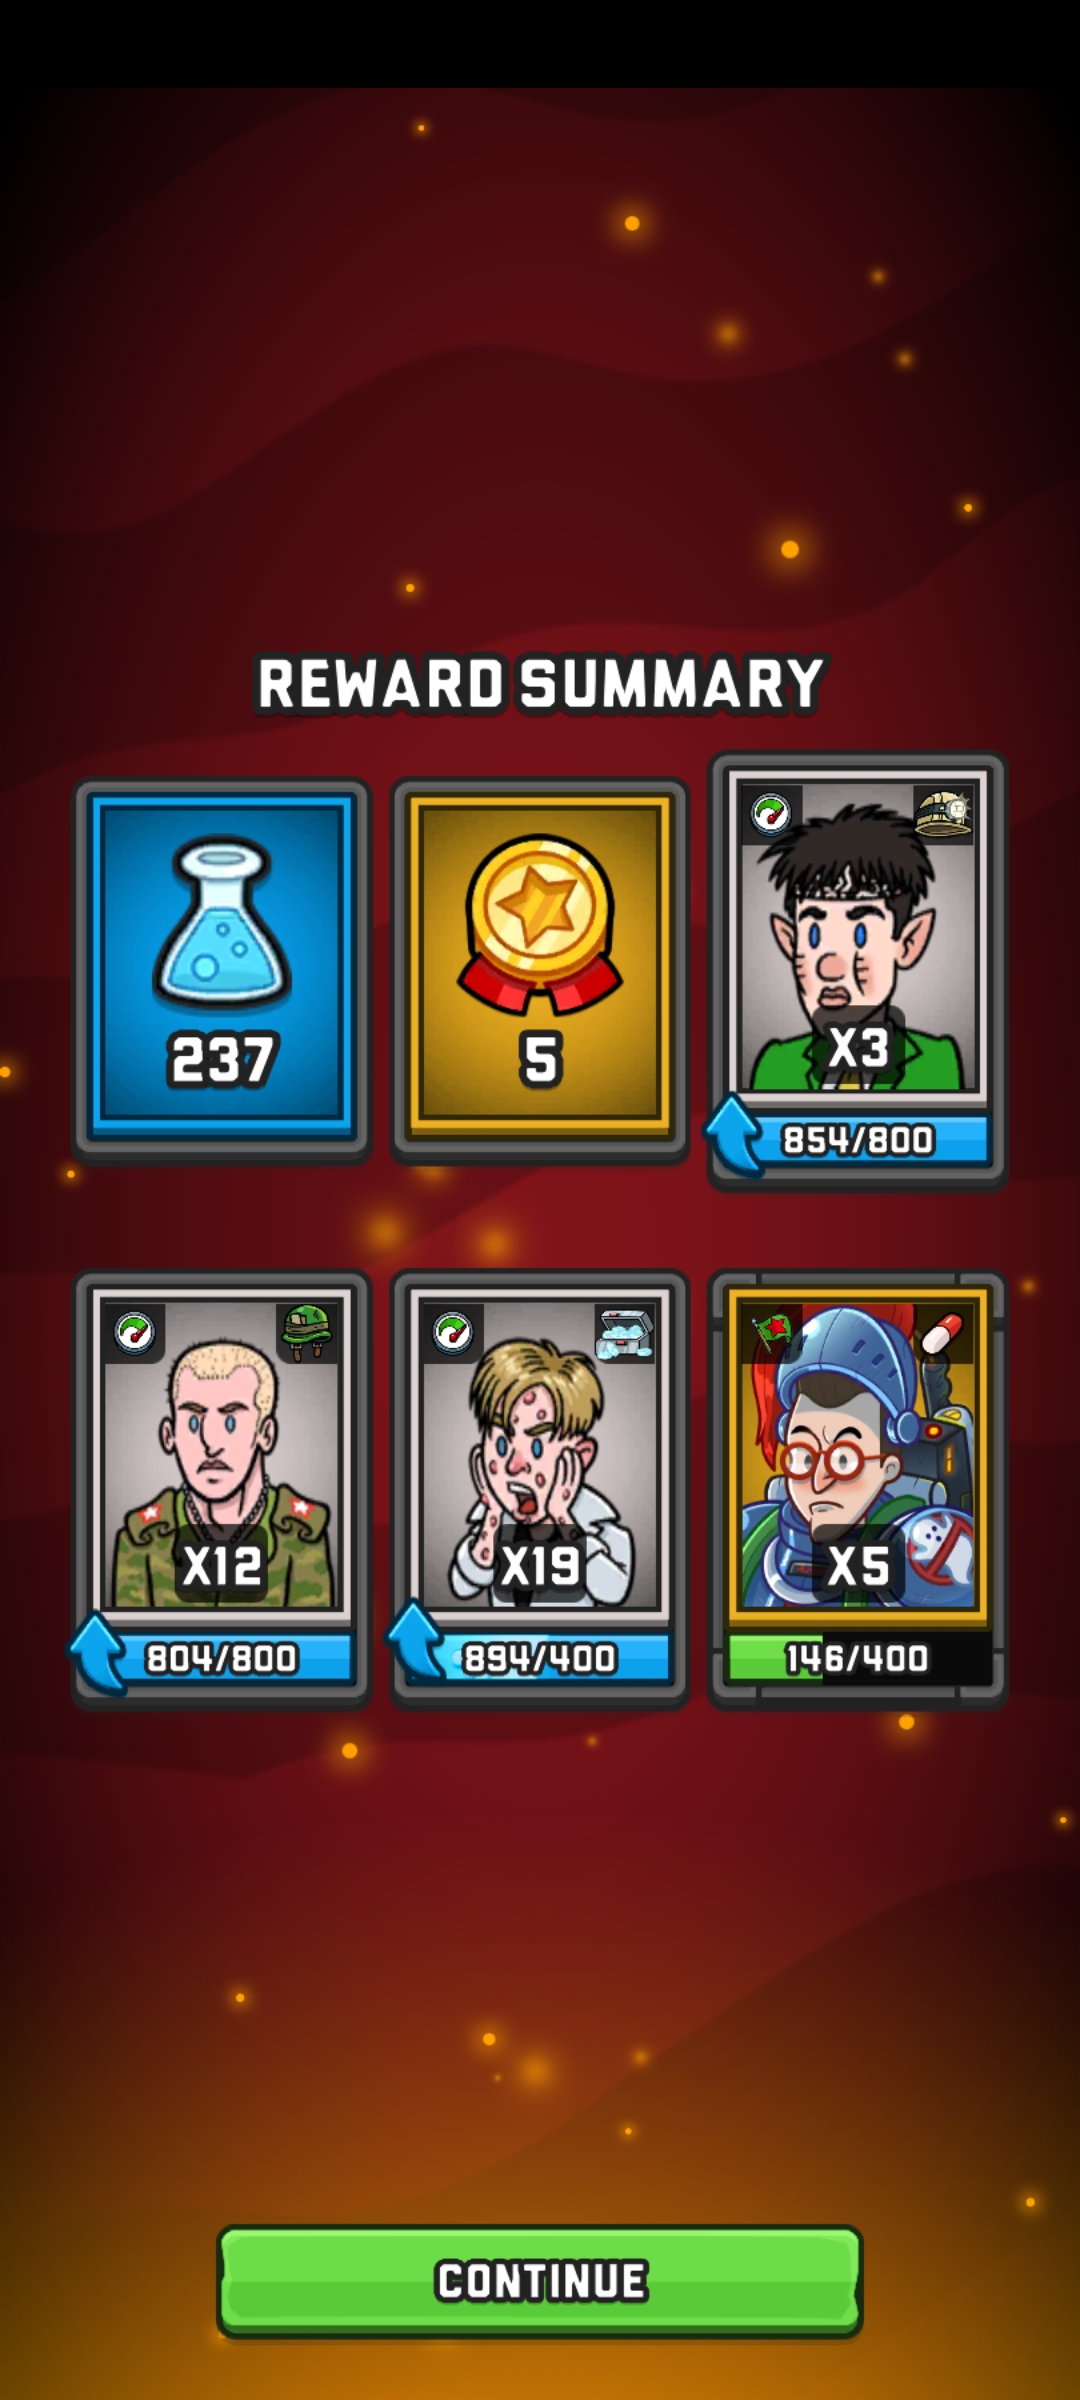 REWARD SUMMARY
237
5
X3
854/800
X12
804/800
X19
894/400
X5
146/400
CONTINUE